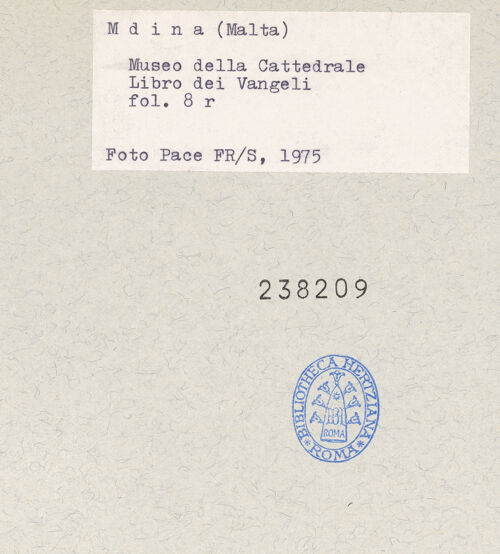 M d i n a (Malta)
Museo della Cattedrale
Libro dei Vangeli
fol. 8 r
Foto Pace FR/S, 1975
238209
BIBLIOTHECA HERTZIANA
ROMA
* ROMA *